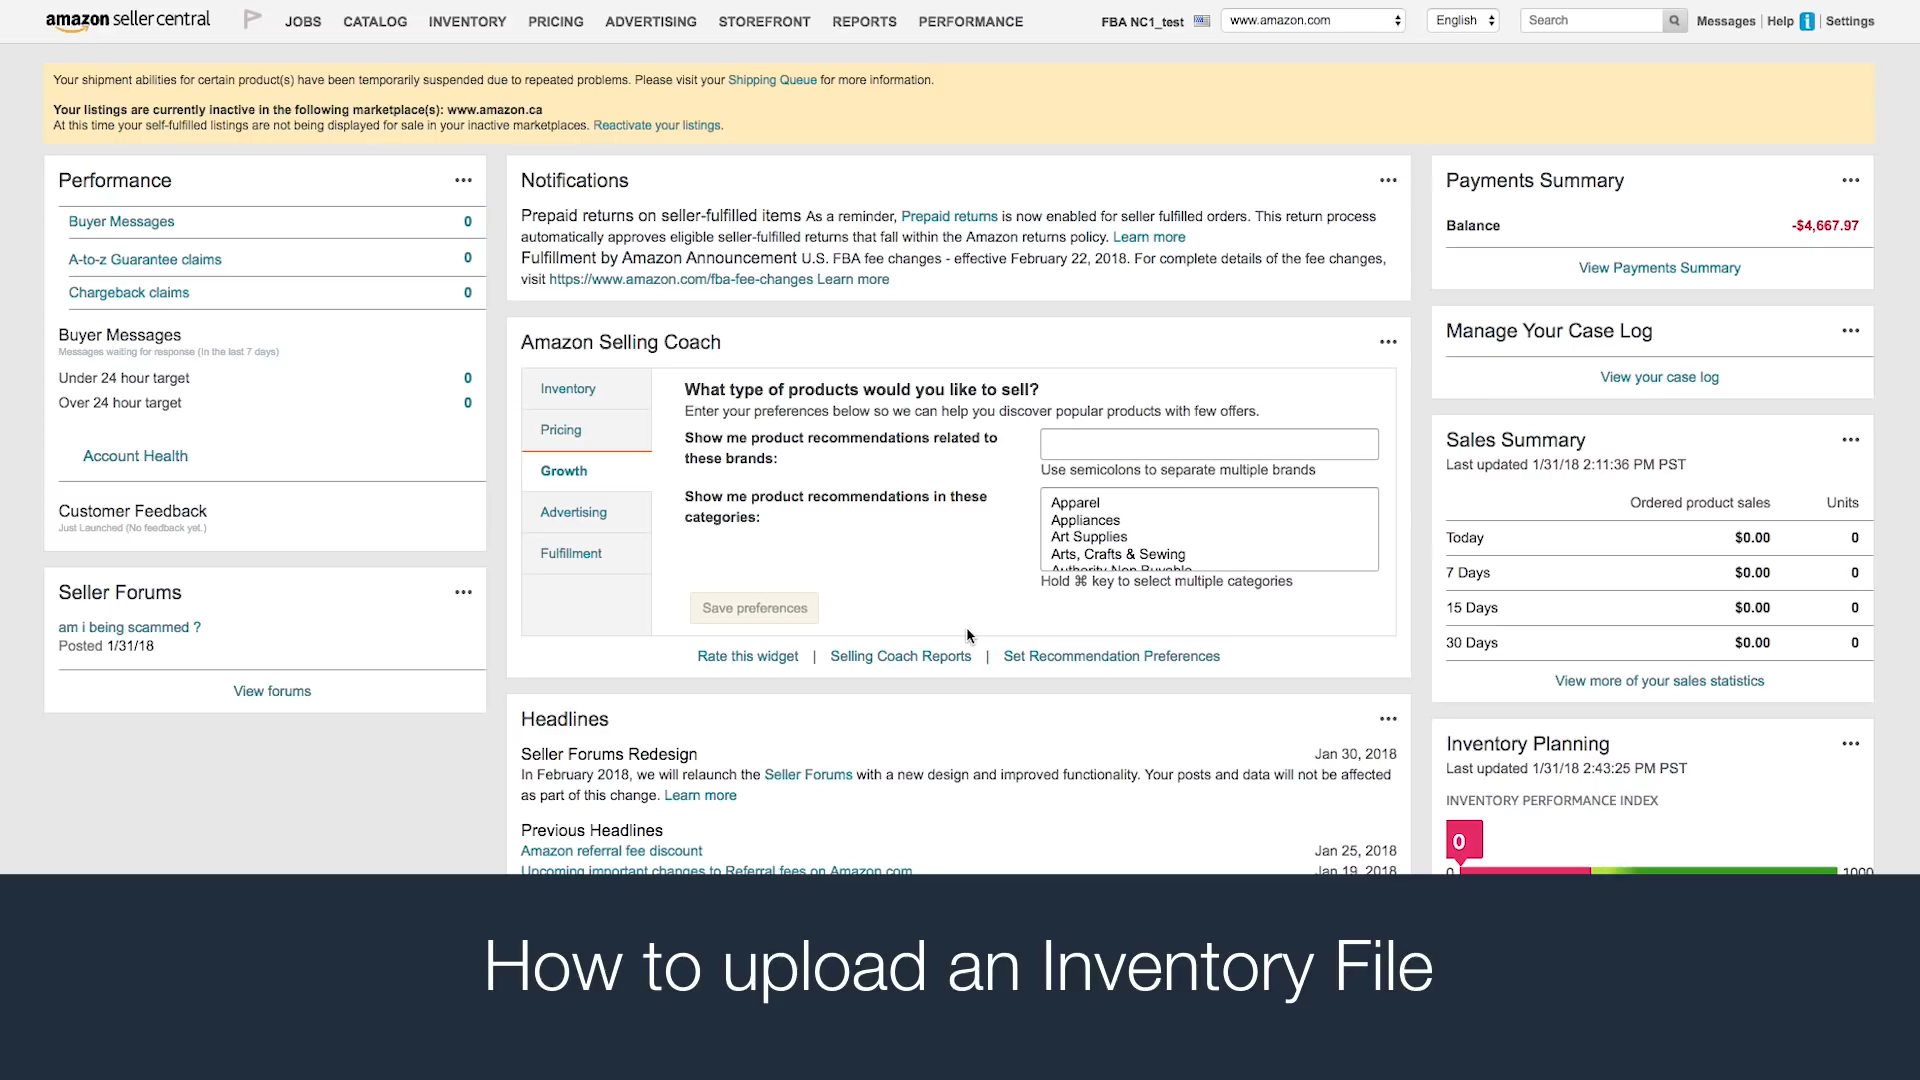 amazon seller central
JOBS CATALOG INVENTORY PRICING ADVERTISING STOREFRONT REPORTS PERFORMANCE
FBA NC1_test www.amazon.com English Search Messages | Help i | Settings
Your shipment abilities for certain product(s) have been temporarily suspended due to repeated problems. Please visit your Shipping Queue for more information.
Your listings are currently inactive in the following marketplace(s): www.amazon.ca
At this time your self-fulfilled listings are not being displayed for sale in your inactive marketplaces. Reactivate your listings.
Performance
Buyer Messages 0
A-to-z Guarantee claims 0
Chargeback claims 0
Buyer Messages
Messages waiting for response (In the last 7 days)
Under 24 hour target 0
Over 24 hour target 0
Account Health
Customer Feedback
Just Launched (No feedback yet.)
Seller Forums
am i being scammed ?
Posted 1/31/18
View forums
Notifications
Prepaid returns on seller-fulfilled items As a reminder, Prepaid returns is now enabled for seller fulfilled orders. This return process
automatically approves eligible seller-fulfilled returns that fall within the Amazon returns policy. Learn more
Fulfillment by Amazon Announcement U.S. FBA fee changes - effective February 22, 2018. For complete details of the fee changes,
visit https://www.amazon.com/fba-fee-changes Learn more
Amazon Selling Coach
Inventory
Pricing
Growth
Advertising
Fulfillment
What type of products would you like to sell?
Enter your preferences below so we can help you discover popular products with few offers.
Show me product recommendations related to
these brands:
Use semicolons to separate multiple brands
Show me product recommendations in these
categories:
Apparel
Appliances
Art Supplies
Arts, Crafts & Sewing
Authority Non Buyable
Hold ⌘ key to select multiple categories
Save preferences
Rate this widget | Selling Coach Reports | Set Recommendation Preferences
Headlines
Seller Forums Redesign Jan 30, 2018
In February 2018, we will relaunch the Seller Forums with a new design and improved functionality. Your posts and data will not be affected
as part of this change. Learn more
Previous Headlines
Amazon referral fee discount Jan 25, 2018
Upcoming important changes to Referral fees on Amazon.com Jan 19, 2018
Payments Summary
Balance -$4,667.97
View Payments Summary
Manage Your Case Log
View your case log
Sales Summary
Last updated 1/31/18 2:11:36 PM PST
Ordered product sales Units
Today $0.00 0
7 Days $0.00 0
15 Days $0.00 0
30 Days $0.00 0
View more of your sales statistics
Inventory Planning
Last updated 1/31/18 2:43:25 PM PST
INVENTORY PERFORMANCE INDEX
0
0 1000
How to upload an Inventory File